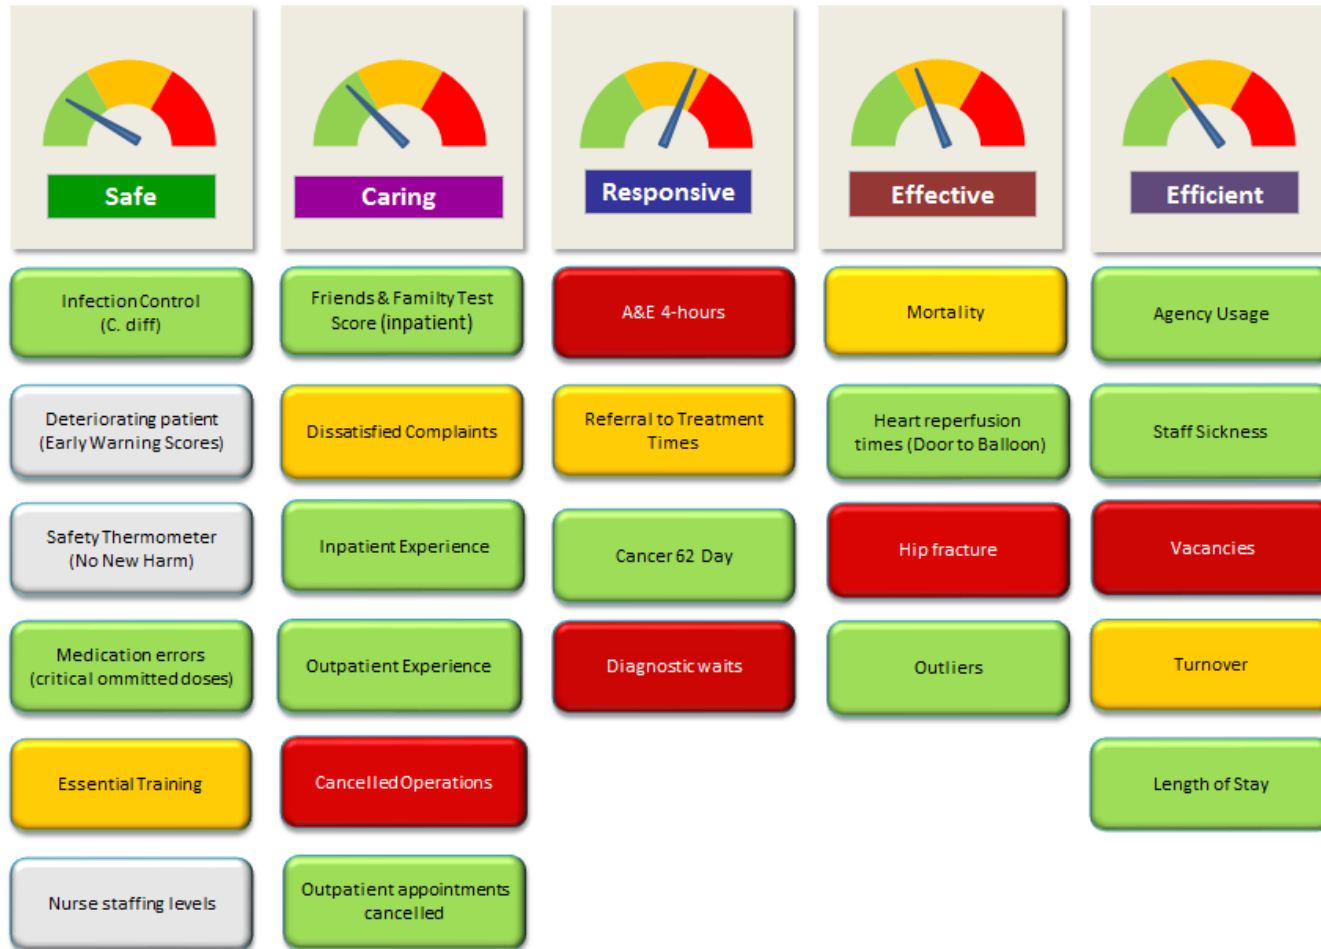 Safe
Caring
Responsive
Effective
Efficient
Infection Control
(C. diff)
Deteriorating patient
(Early Warning Scores)
Safety Thermometer
(No New Harm)
Medication errors
(critical ommitted doses)
Essential Training
Nurse staffing levels
Friends & Familty Test
Score (inpatient)
Dissatisfied Complaints
Inpatient Experience
Outpatient Experience
Cancelled Operations
Outpatient appointments
cancelled
A&E 4-hours
Referral to Treatment
Times
Cancer 62 Day
Diagnostic waits
Mortality
Heart reperfusion
times (Door to Balloon)
Hip fracture
Outliers
Agency Usage
Staff Sickness
Vacancies
Turnover
Length of Stay